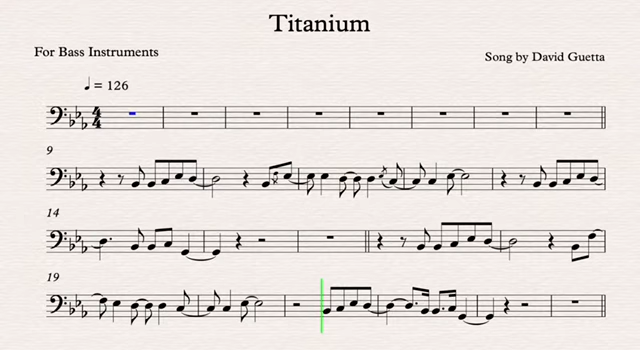 Titanium
For Bass Instruments
Song by David Guetta
♩ = 126
9
14
19